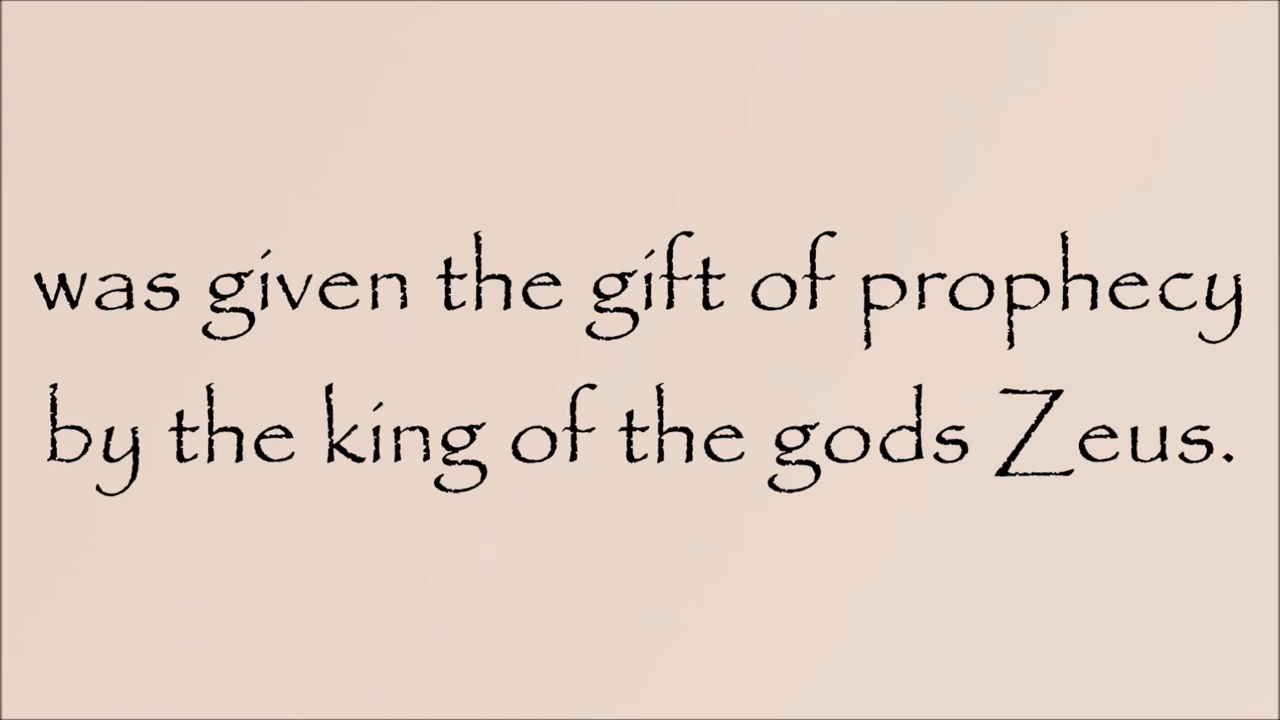 was given the gift of prophecy
by the king of the gods Zeus.